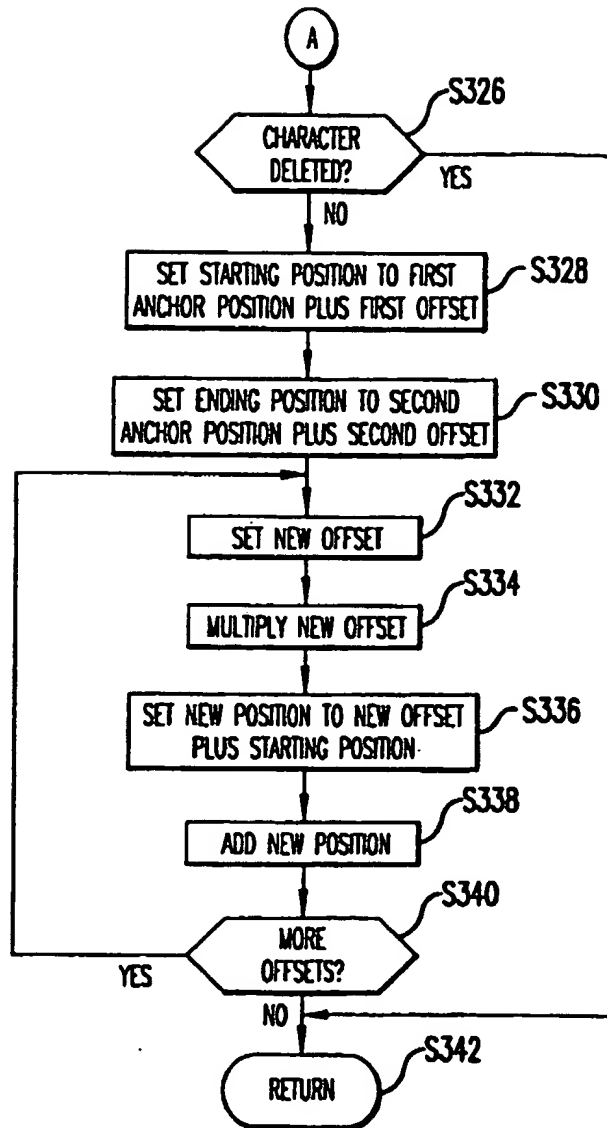 A
S326
CHARACTER
DELETED?
YES
NO
S328
SET STARTING POSITION TO FIRST
ANCHOR POSITION PLUS FIRST OFFSET
S330
SET ENDING POSITION TO SECOND
ANCHOR POSITION PLUS SECOND OFFSET
S332
SET NEW OFFSET
S334
MULTIPLY NEW OFFSET
S336
SET NEW POSITION TO NEW OFFSET
PLUS STARTING POSITION
S338
ADD NEW POSITION
S340
MORE
OFFSETS?
YES
NO
S342
RETURN